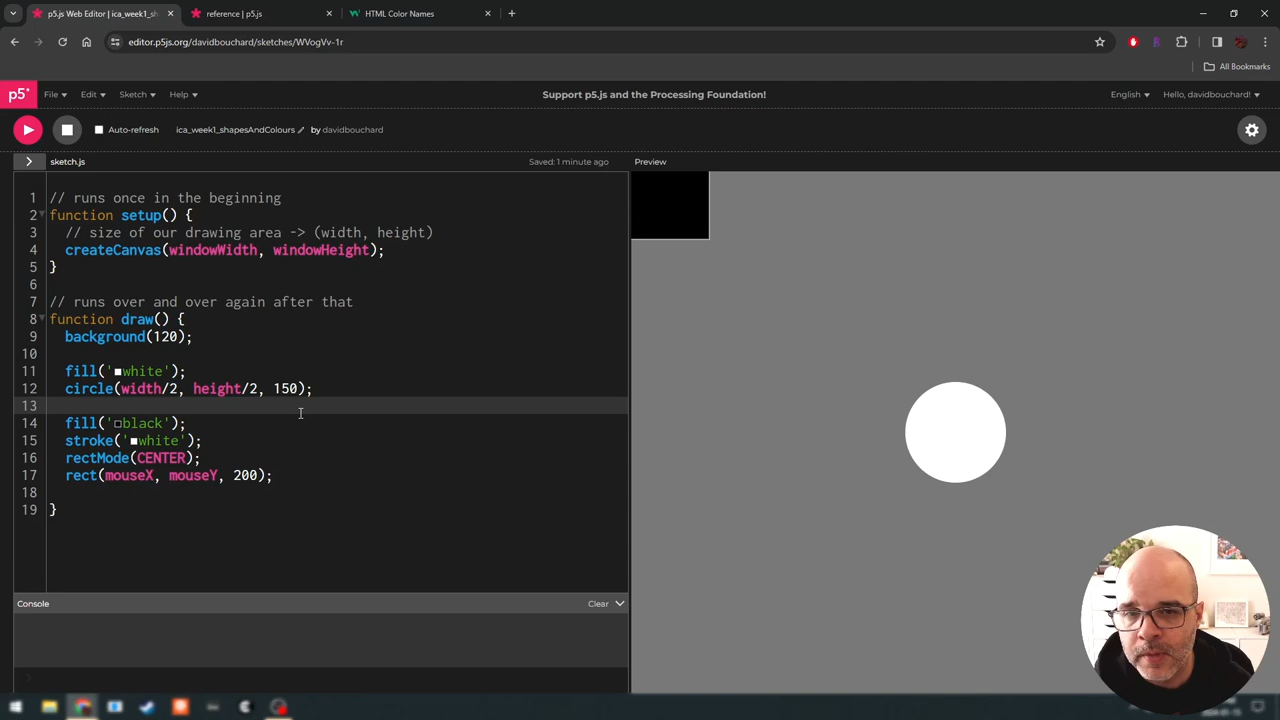 p5.js Web Editor | ica_week1_sh
reference | p5.js
HTML Color Names
editor.p5js.org/davidbouchard/sketches/WVogVv-1r
All Bookmarks
p5*
File
Edit
Sketch
Help
Support p5.js and the Processing Foundation!
English
Hello, davidbouchard!
Auto-refresh
ica_week1_shapesAndColours
by davidbouchard
sketch.js
Saved: 1 minute ago
Preview
1 // runs once in the beginning
2 function setup() {
3 // size of our drawing area -> (width, height)
4 createCanvas(windowWidth, windowHeight);
5 }
6
7 // runs over and over again after that
8 function draw() {
9 background(120);
10
11 fill('white');
12 circle(width/2, height/2, 150);
13
14 fill('black');
15 stroke('white');
16 rectMode(CENTER);
17 rect(mouseX, mouseY, 200);
18
19 }
Console
Clear